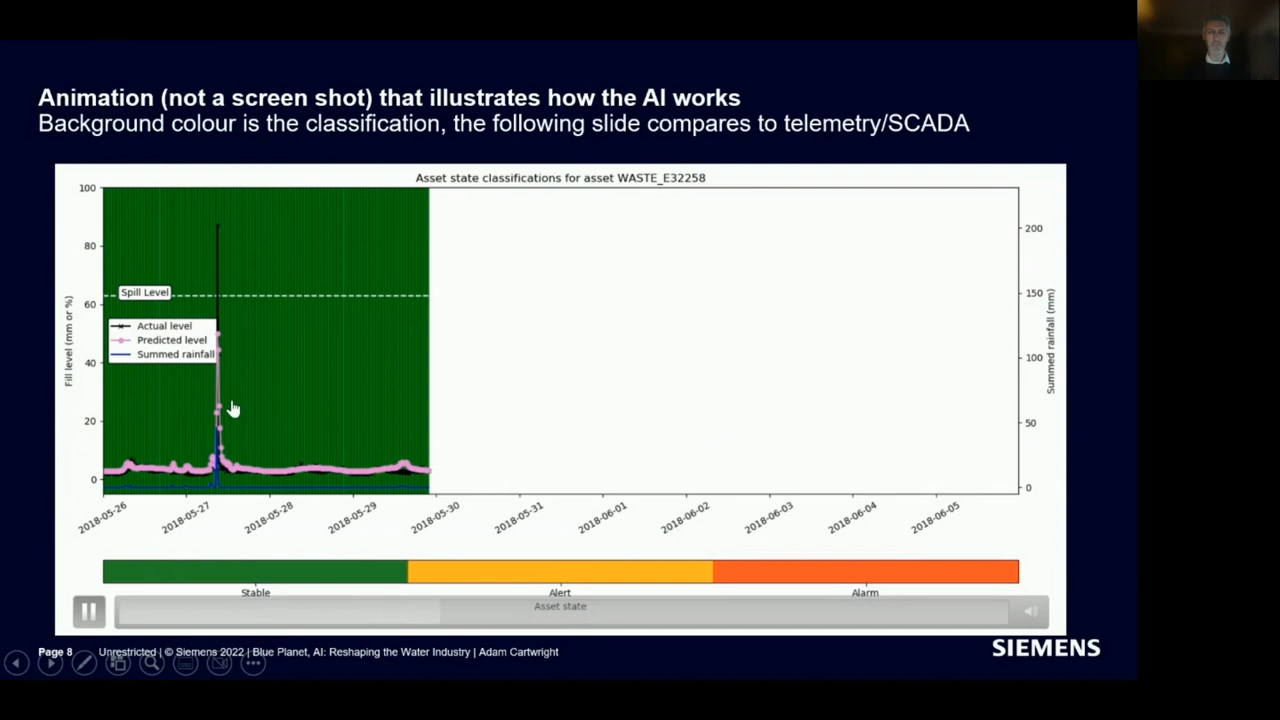 Animation (not a screen shot) that illustrates how the AI works
Background colour is the classification, the following slide compares to telemetry/SCADA
Asset state classifications for asset WASTE_E32258
100
80
60
40
20
0
Fill level (mm or %)
Spill Level
Actual level
Predicted level
Summed rainfall
200
150
100
50
0
Summed rainfall (mm)
2018-05-26
2018-05-27
2018-05-28
2018-05-29
2018-05-30
2018-05-31
2018-06-01
2018-06-02
2018-06-03
2018-06-04
2018-06-05
Stable
Alert
Alarm
Asset state
Page 8
Unrestricted | © Siemens 2022 | Blue Planet, AI: Reshaping the Water Industry | Adam Cartwright
SIEMENS